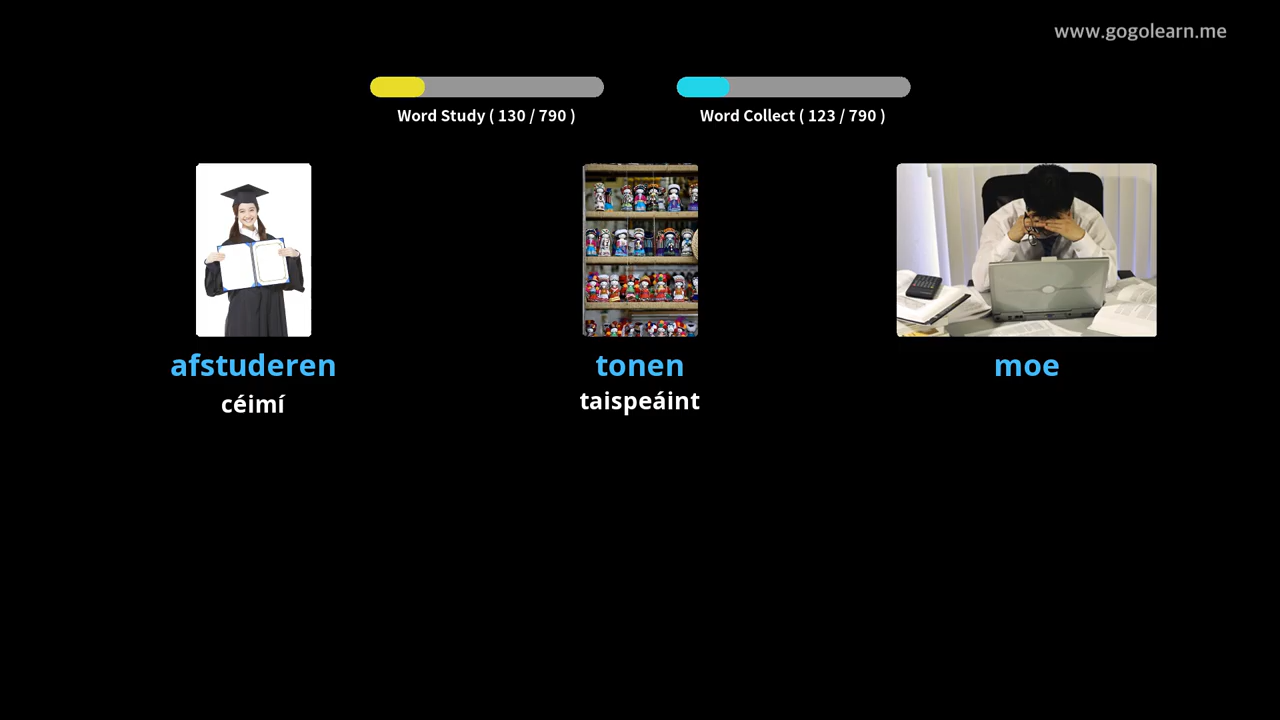 www.gogolearn.me
Word Study ( 130 / 790 )
Word Collect ( 123 / 790 )
afstuderen
céimí
tonen
taispeáint
moe